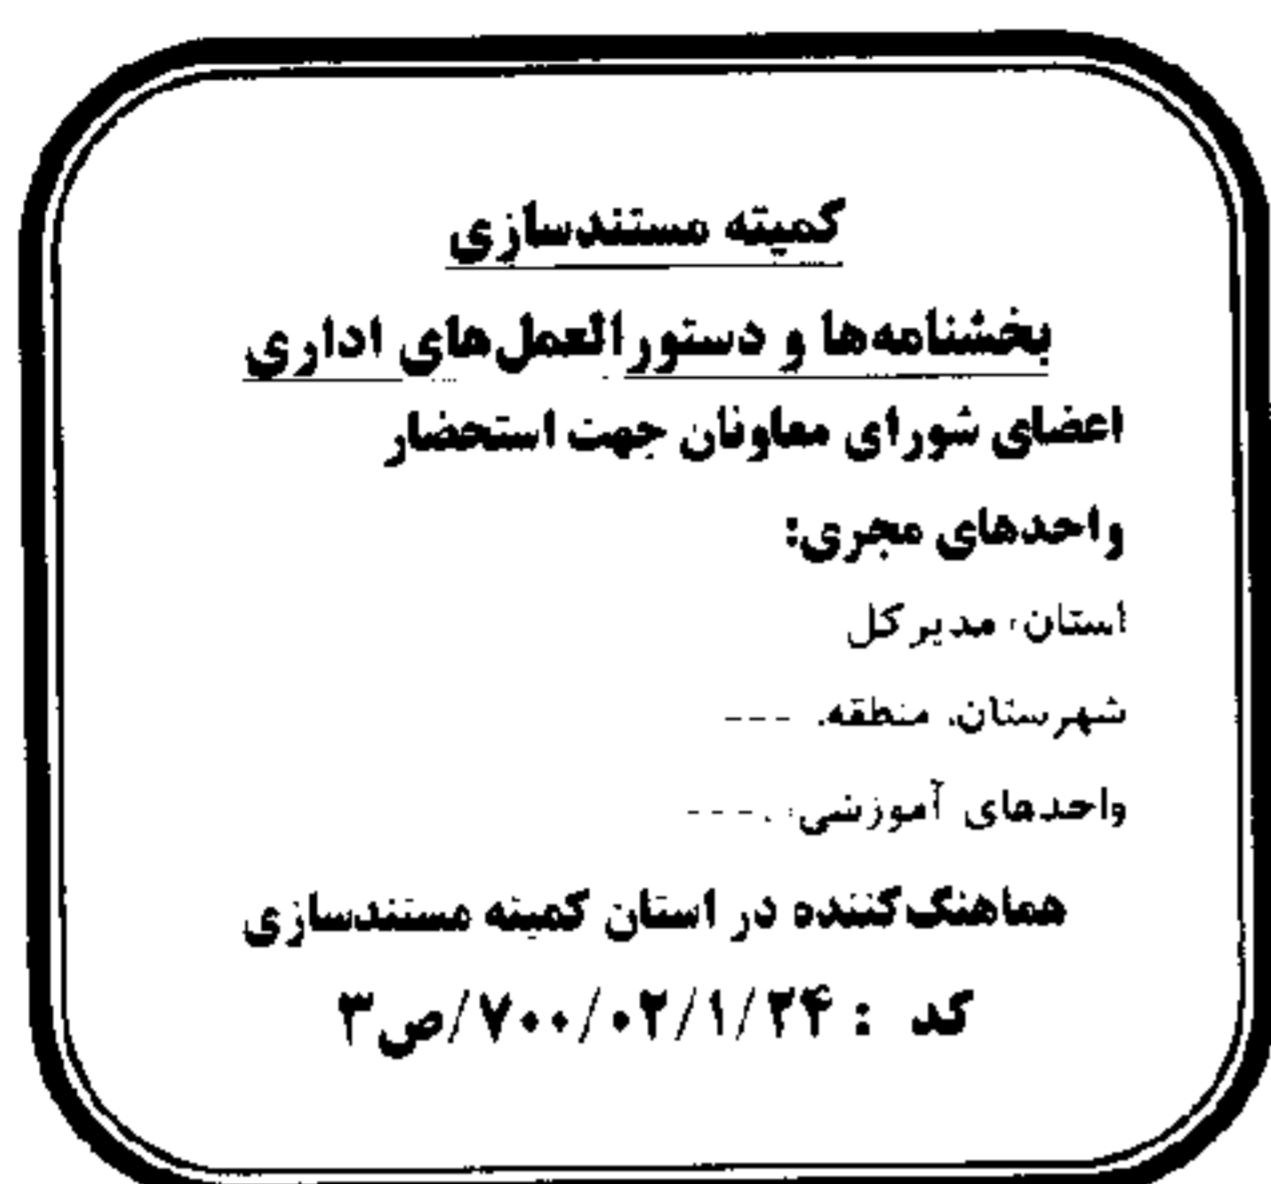 کمیته مستندسازی
بخشنامه‌ها و دستورالعمل‌های اداری
اعضای شورای معاونان جهت استحضار
واحدهای مجری:
استان: مدیرکل
شهرستان، منطقه، ---
واحدهای آموزشی: ---
هماهنگ‌کننده در استان کمیته مستندسازی
کد : ۷۰۰/۰۲/۱/۲۴/ص۳